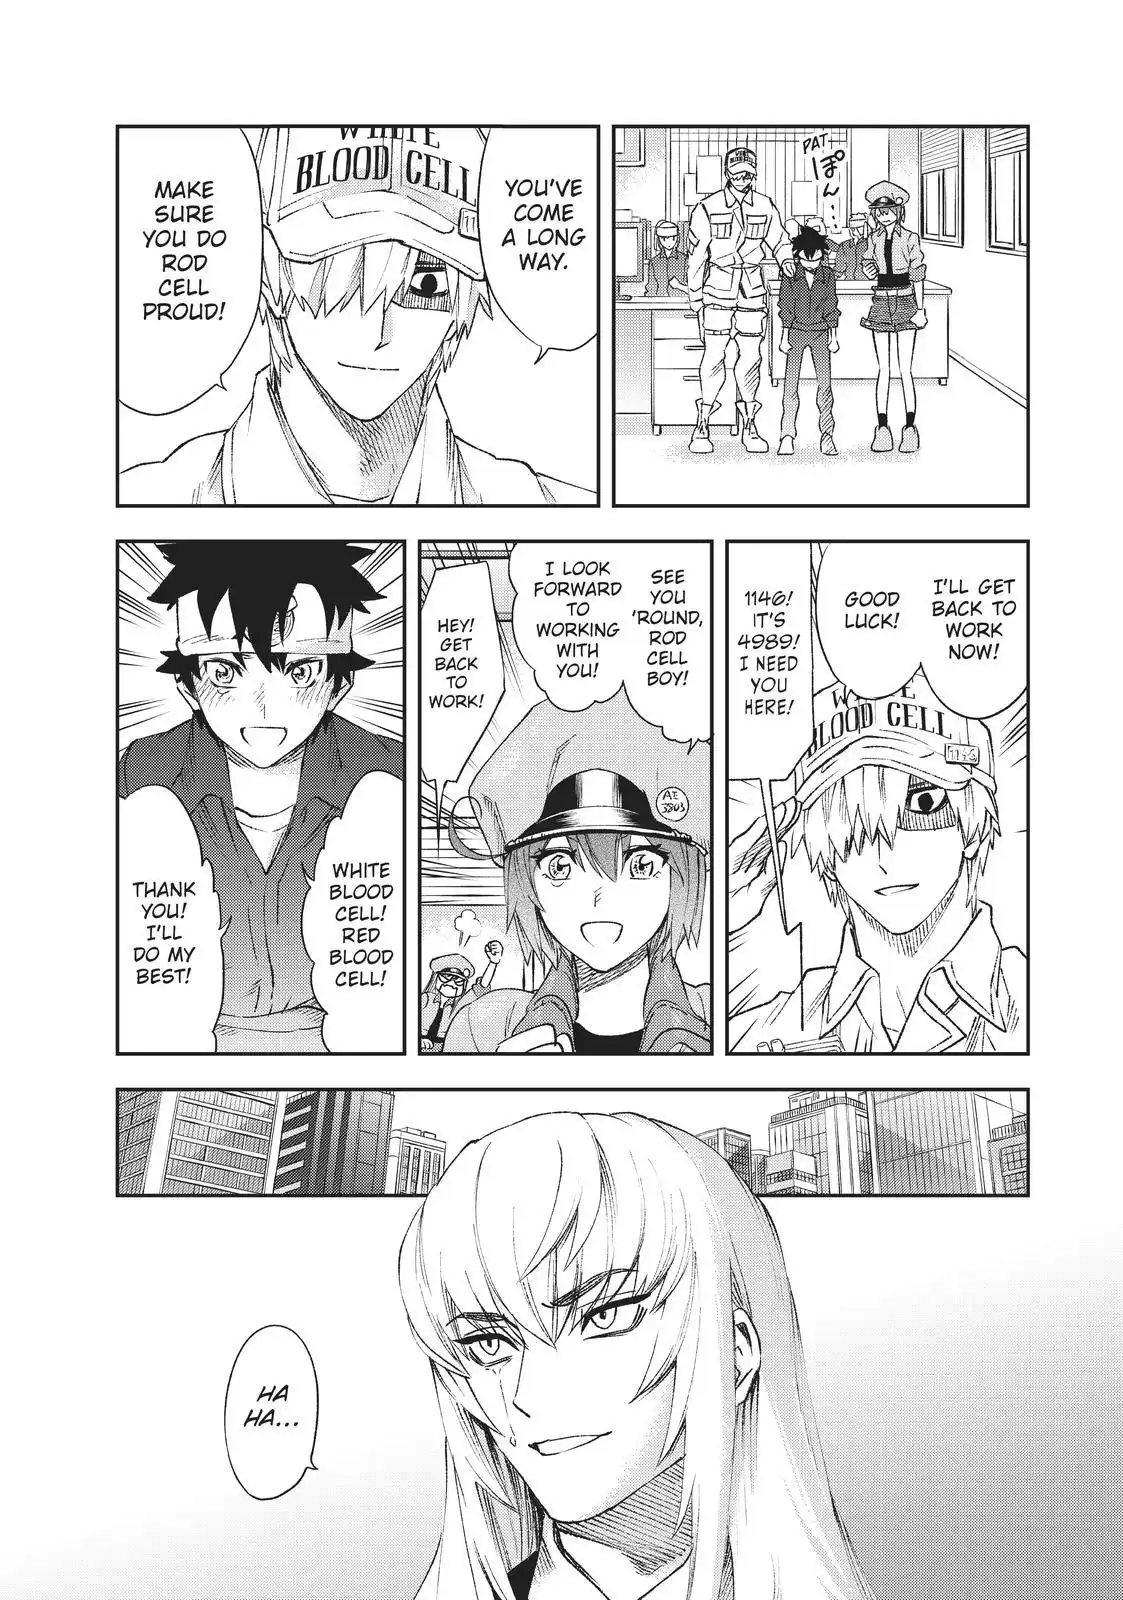 PAT
ぽん…
YOU'VE
COME
A LONG
WAY.
WHITE
BLOOD CELL
MAKE
SURE
YOU DO
ROD
CELL
PROUD!
I'LL GET
BACK TO
WORK
NOW!
GOOD
LUCK!
1146!
IT'S
4989!
I NEED
YOU
HERE!
WHITE
BLOOD CELL
1146
SEE
YOU
'ROUND,
ROD
CELL
BOY!
I LOOK
FORWARD
TO
WORKING
WITH
YOU!
HEY!
GET
BACK
TO
WORK!
AE
3803
WHITE
BLOOD
CELL!
RED
BLOOD
CELL!
THANK
YOU!
I'LL
DO MY
BEST!
HA
HA...